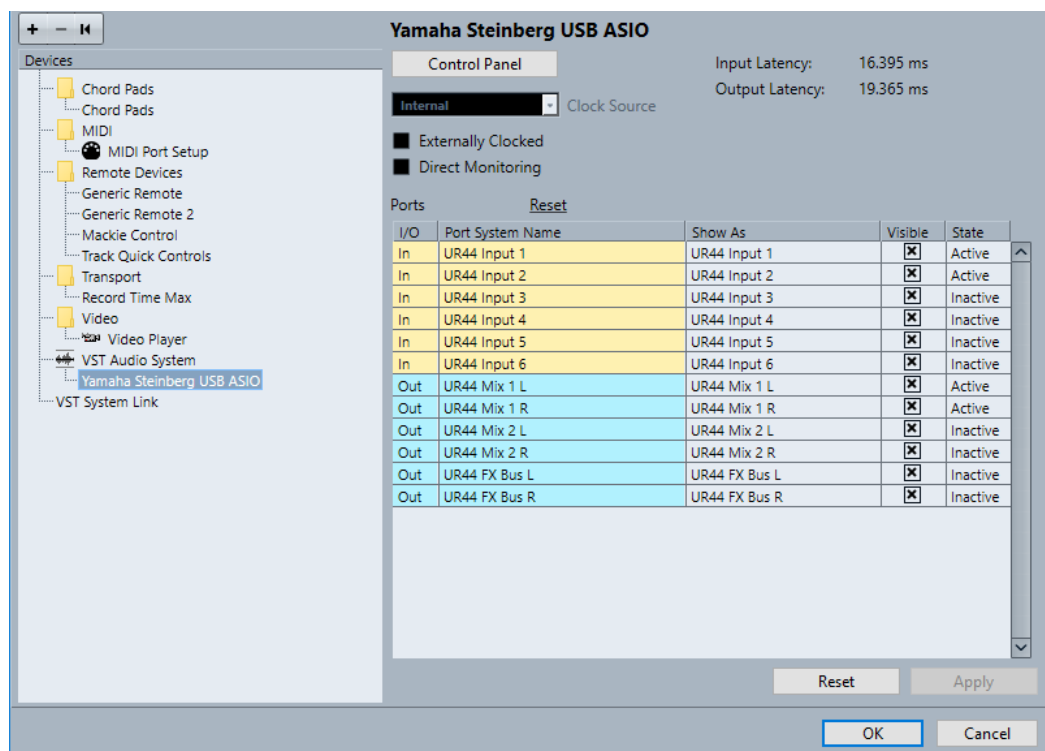 Yamaha Steinberg USB ASIO
Devices
Chord Pads
Chord Pads
MIDI
MIDI Port Setup
Remote Devices
Generic Remote
Generic Remote 2
Mackie Control
Track Quick Controls
Transport
Record Time Max
Video
Video Player
VST Audio System
Yamaha Steinberg USB ASIO
VST System Link
Control Panel
Input Latency: 16.395 ms
Output Latency: 19.365 ms
Internal Clock Source
Externally Clocked
Direct Monitoring
Ports Reset
I/O Port System Name Show As Visible State
In UR44 Input 1 UR44 Input 1 Active
In UR44 Input 2 UR44 Input 2 Active
In UR44 Input 3 UR44 Input 3 Inactive
In UR44 Input 4 UR44 Input 4 Inactive
In UR44 Input 5 UR44 Input 5 Inactive
In UR44 Input 6 UR44 Input 6 Inactive
Out UR44 Mix 1 L UR44 Mix 1 L Active
Out UR44 Mix 1 R UR44 Mix 1 R Active
Out UR44 Mix 2 L UR44 Mix 2 L Inactive
Out UR44 Mix 2 R UR44 Mix 2 R Inactive
Out UR44 FX Bus L UR44 FX Bus L Inactive
Out UR44 FX Bus R UR44 FX Bus R Inactive
Reset Apply
OK Cancel